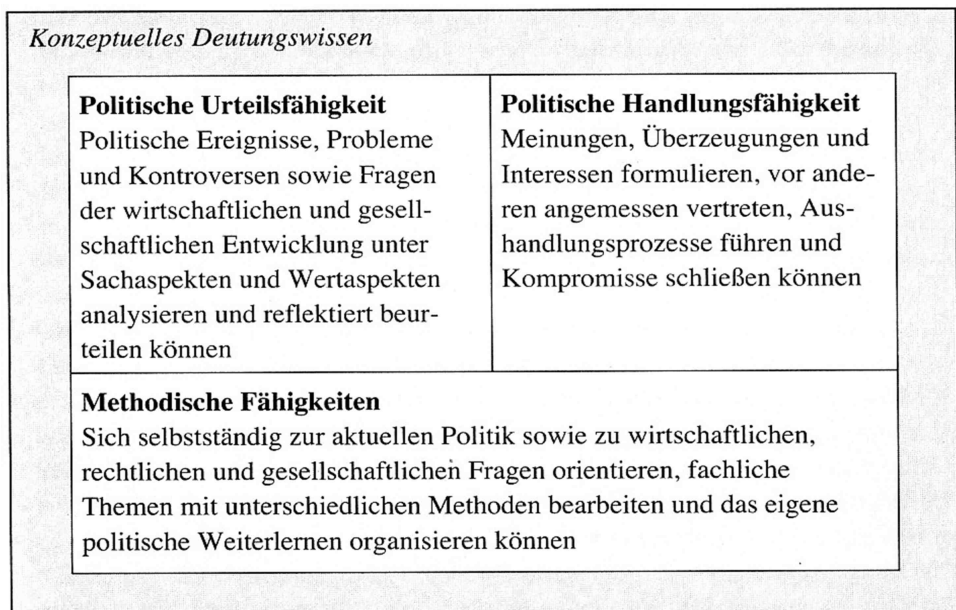 Konzeptuelles Deutungswissen
Politische Urteilsfähigkeit
Politische Ereignisse, Probleme
und Kontroversen sowie Fragen
der wirtschaftlichen und gesell-
schaftlichen Entwicklung unter
Sachaspekten und Wertaspekten
analysieren und reflektiert beur-
teilen können
Politische Handlungsfähigkeit
Meinungen, Überzeugungen und
Interessen formulieren, vor ande-
ren angemessen vertreten, Aus-
handlungsprozesse führen und
Kompromisse schließen können
Methodische Fähigkeiten
Sich selbstständig zur aktuellen Politik sowie zu wirtschaftlichen,
rechtlichen und gesellschaftlichen Fragen orientieren, fachliche
Themen mit unterschiedlichen Methoden bearbeiten und das eigene
politische Weiterlernen organisieren können